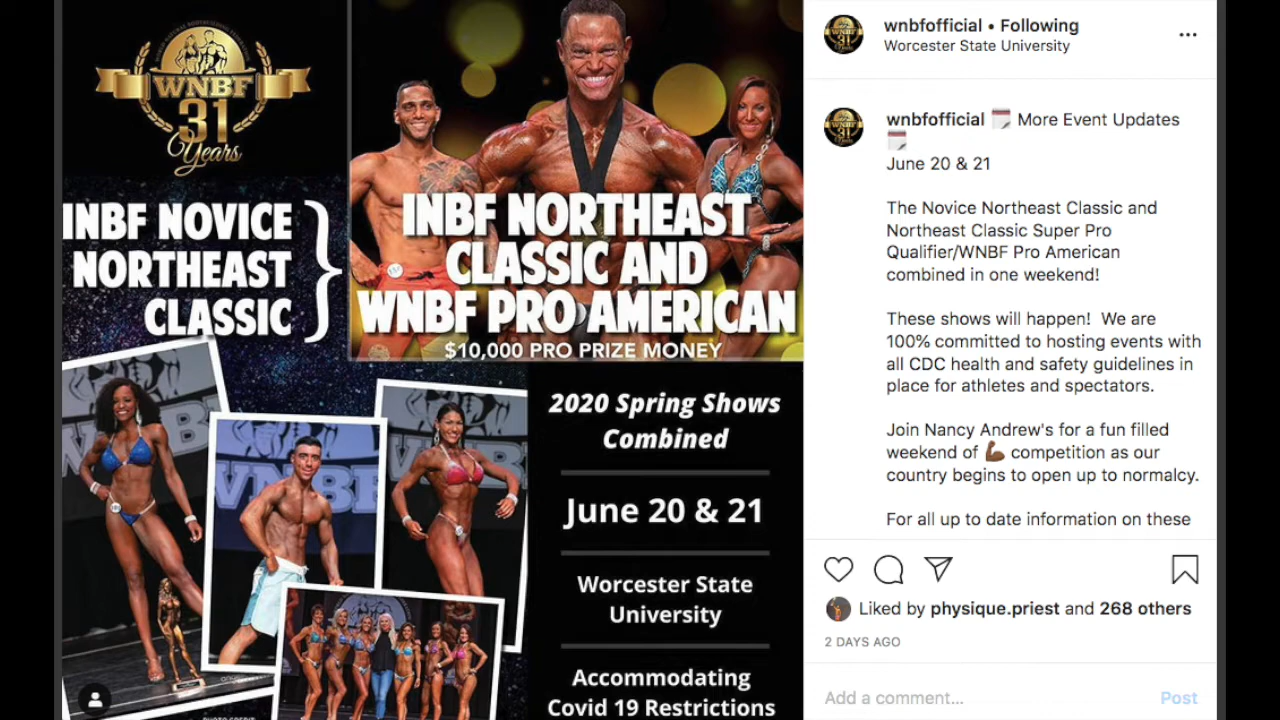 WNBF
31
Years
INBF NOVICE
NORTHEAST
CLASSIC
INBF NORTHEAST
CLASSIC AND
WNBF PRO AMERICAN
$10,000 PRO PRIZE MONEY
2020 Spring Shows
Combined
June 20 & 21
Worcester State
University
Accommodating
Covid 19 Restrictions
WNBF
wnbfofficial • Following
Worcester State University
wnbfofficial 🗓 More Event Updates
🗓
June 20 & 21
The Novice Northeast Classic and
Northeast Classic Super Pro
Qualifier/WNBF Pro American
combined in one weekend!
These shows will happen! We are
100% committed to hosting events with
all CDC health and safety guidelines in
place for athletes and spectators.
Join Nancy Andrew's for a fun filled
weekend of 💪🏾 competition as our
country begins to open up to normalcy.
For all up to date information on these
Liked by physique.priest and 268 others
2 DAYS AGO
Add a comment... Post